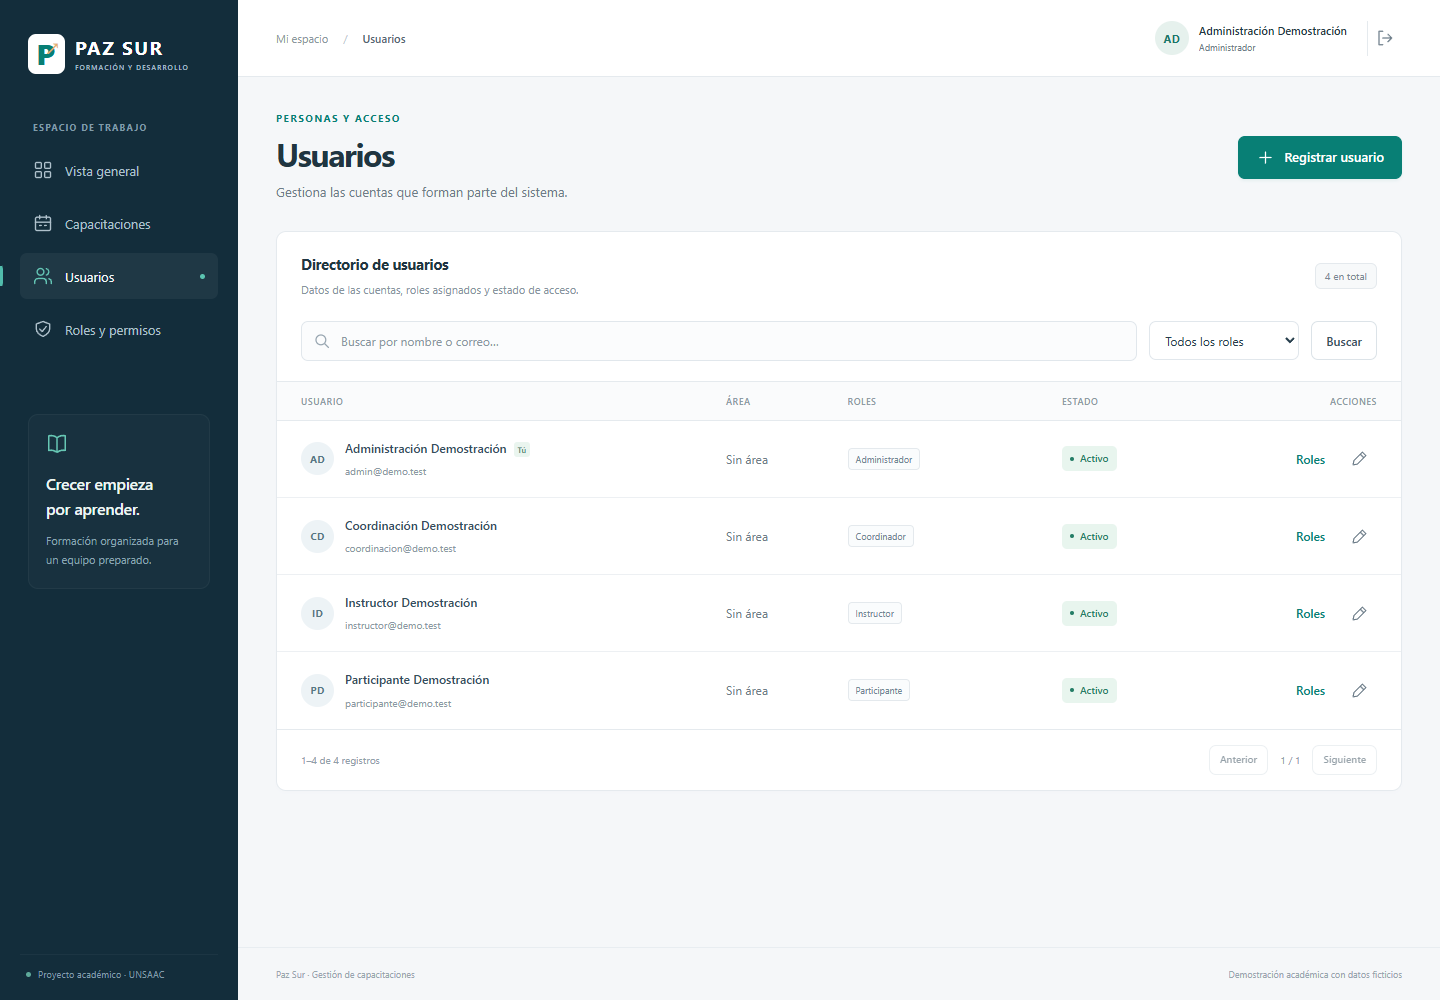 PAZ SUR
FORMACIÓN Y DESARROLLO
ESPACIO DE TRABAJO
Vista general
Capacitaciones
Usuarios
Roles y permisos
Crecer empieza
por aprender.
Formación organizada para
un equipo preparado.
Proyecto académico · UNSAAC
Mi espacio / Usuarios
AD Administración Demostración
Administrador
PERSONAS Y ACCESO
Usuarios
Gestiona las cuentas que forman parte del sistema.
Registrar usuario
Directorio de usuarios
Datos de las cuentas, roles asignados y estado de acceso.
4 en total
Buscar por nombre o correo... Todos los roles Buscar
USUARIO ÁREA ROLES ESTADO ACCIONES
AD Administración Demostración Tú
admin@demo.test
Sin área Administrador Activo Roles
CD Coordinación Demostración
coordinacion@demo.test
Sin área Coordinador Activo Roles
ID Instructor Demostración
instructor@demo.test
Sin área Instructor Activo Roles
PD Participante Demostración
participante@demo.test
Sin área Participante Activo Roles
1–4 de 4 registros Anterior 1 / 1 Siguiente
Paz Sur · Gestión de capacitaciones Demostración académica con datos ficticios